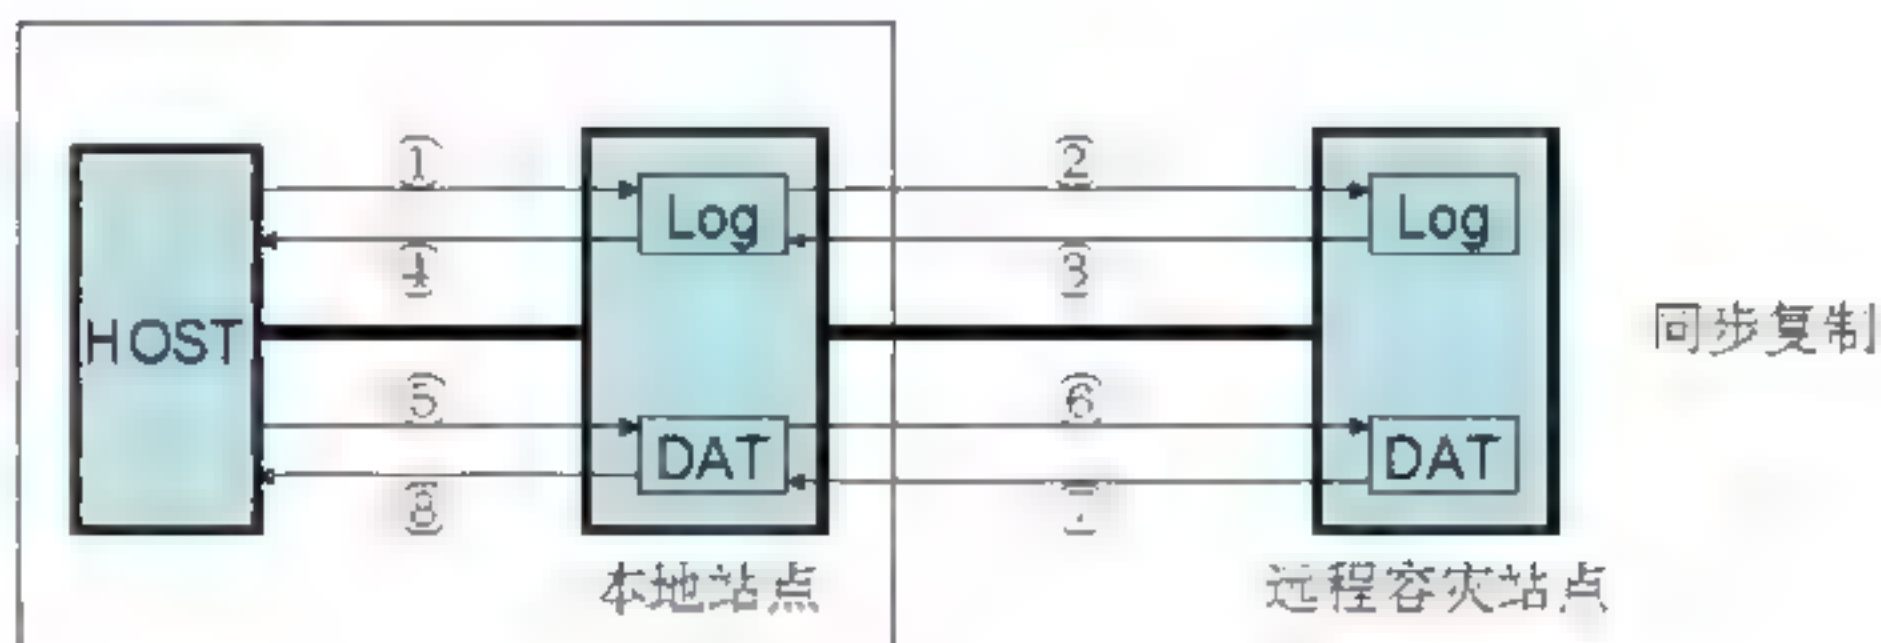 ① ②
Log Log
④ ③
HOST 同步复制
⑤ ⑥
DAT DAT
⑧
本地站点 远程容灾站点